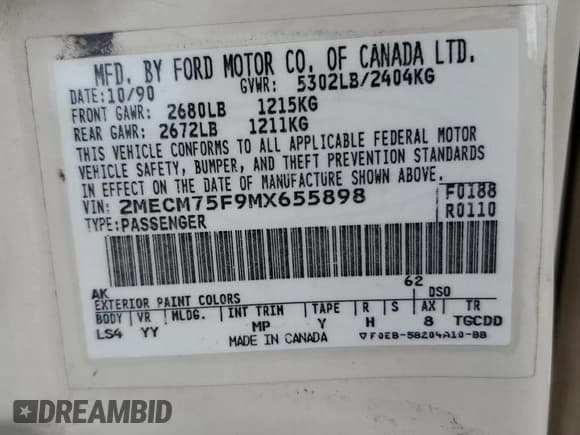 MFD. BY FORD MOTOR CO. OF CANADA LTD.
DATE: 10/90 GVWR: 5302LB/2404KG
FRONT GAWR: 2680LB 1215KG
REAR GAWR: 2672LB 1211KG
THIS VEHICLE CONFORMS TO ALL APPLICABLE FEDERAL MOTOR
VEHICLE SAFETY, BUMPER, AND THEFT PREVENTION STANDARDS
IN EFFECT ON THE DATE OF MANUFACTURE SHOWN ABOVE.
VIN: 2MECM75F9MX655898 F0188
TYPE: PASSENGER R0110
AK 62
EXTERIOR PAINT COLORS DSO
BODY VR MLDG. INT TRIM TAPE R S AX TR
LS4 YY MP Y H 8 TGCDD
MADE IN CANADA ▽F0EB-58204A10-BB
DREAMBID